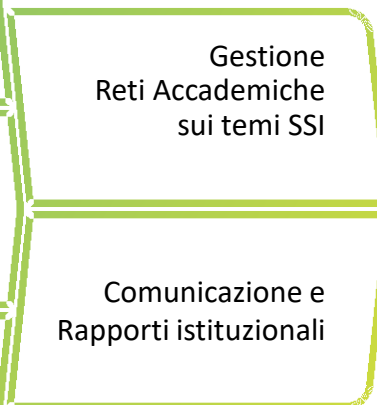 Gestione
Reti Accademiche
sui temi SSI
Comunicazione e
Rapporti istituzionali